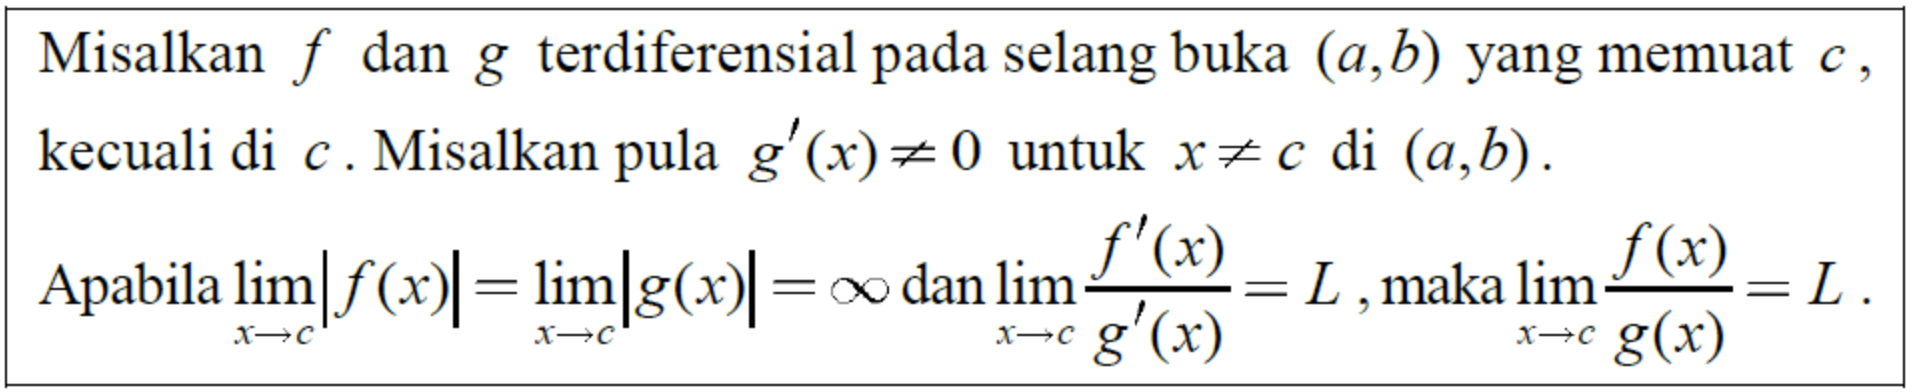 Misalkan f dan g terdiferensial pada selang buka (a,b) yang memuat c,
kecuali di c. Misalkan pula g'(x) ≠ 0 untuk x ≠ c di (a,b).
Apabila lim_{x→c} |f(x)| = lim_{x→c} |g(x)| = ∞ dan lim_{x→c} f'(x)/g'(x) = L, maka lim_{x→c} f(x)/g(x) = L.